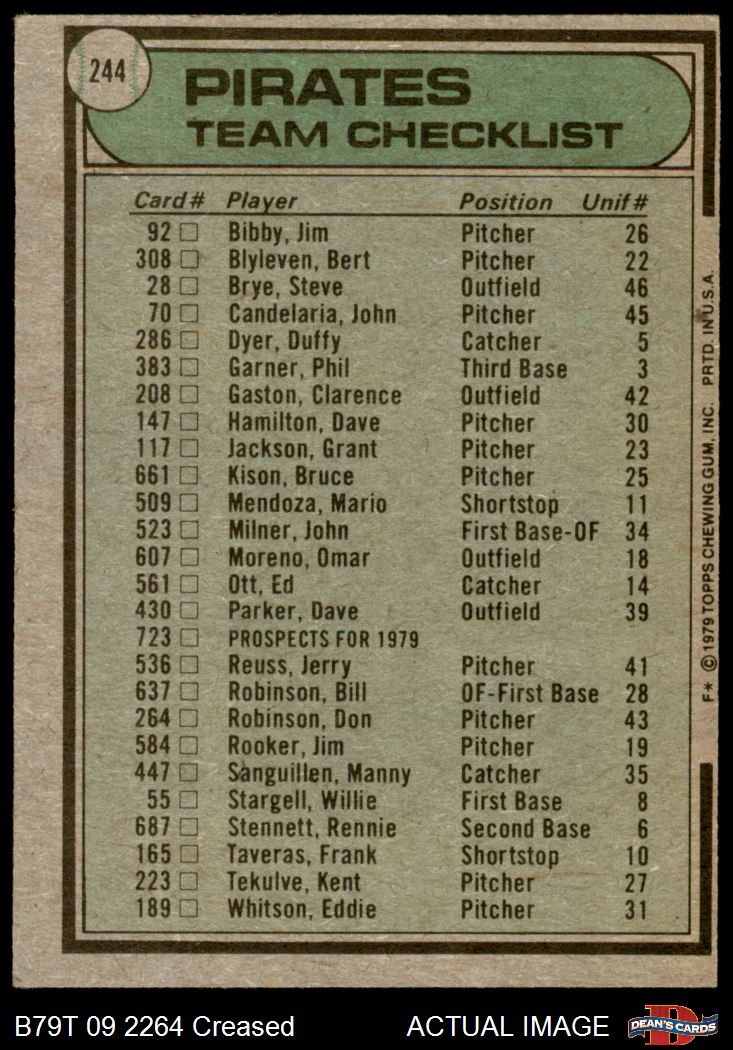 244
PIRATES
TEAM CHECKLIST
Card# Player Position Unif#
92 Bibby, Jim Pitcher 26
308 Blyleven, Bert Pitcher 22
28 Brye, Steve Outfield 46
70 Candelaria, John Pitcher 45
286 Dyer, Duffy Catcher 5
383 Garner, Phil Third Base 3
208 Gaston, Clarence Outfield 42
147 Hamilton, Dave Pitcher 30
117 Jackson, Grant Pitcher 23
661 Kison, Bruce Pitcher 25
509 Mendoza, Mario Shortstop 11
523 Milner, John First Base-OF 34
607 Moreno, Omar Outfield 18
561 Ott, Ed Catcher 14
430 Parker, Dave Outfield 39
723 PROSPECTS FOR 1979
536 Reuss, Jerry Pitcher 41
637 Robinson, Bill OF-First Base 28
264 Robinson, Don Pitcher 43
584 Rooker, Jim Pitcher 19
447 Sanguillen, Manny Catcher 35
55 Stargell, Willie First Base 8
687 Stennett, Rennie Second Base 6
165 Taveras, Frank Shortstop 10
223 Tekulve, Kent Pitcher 27
189 Whitson, Eddie Pitcher 31
F* © 1979 TOPPS CHEWING GUM, INC. PRTD. IN U.S.A.
B79T 09 2264 Creased ACTUAL IMAGE
D
DEAN'S CARDS